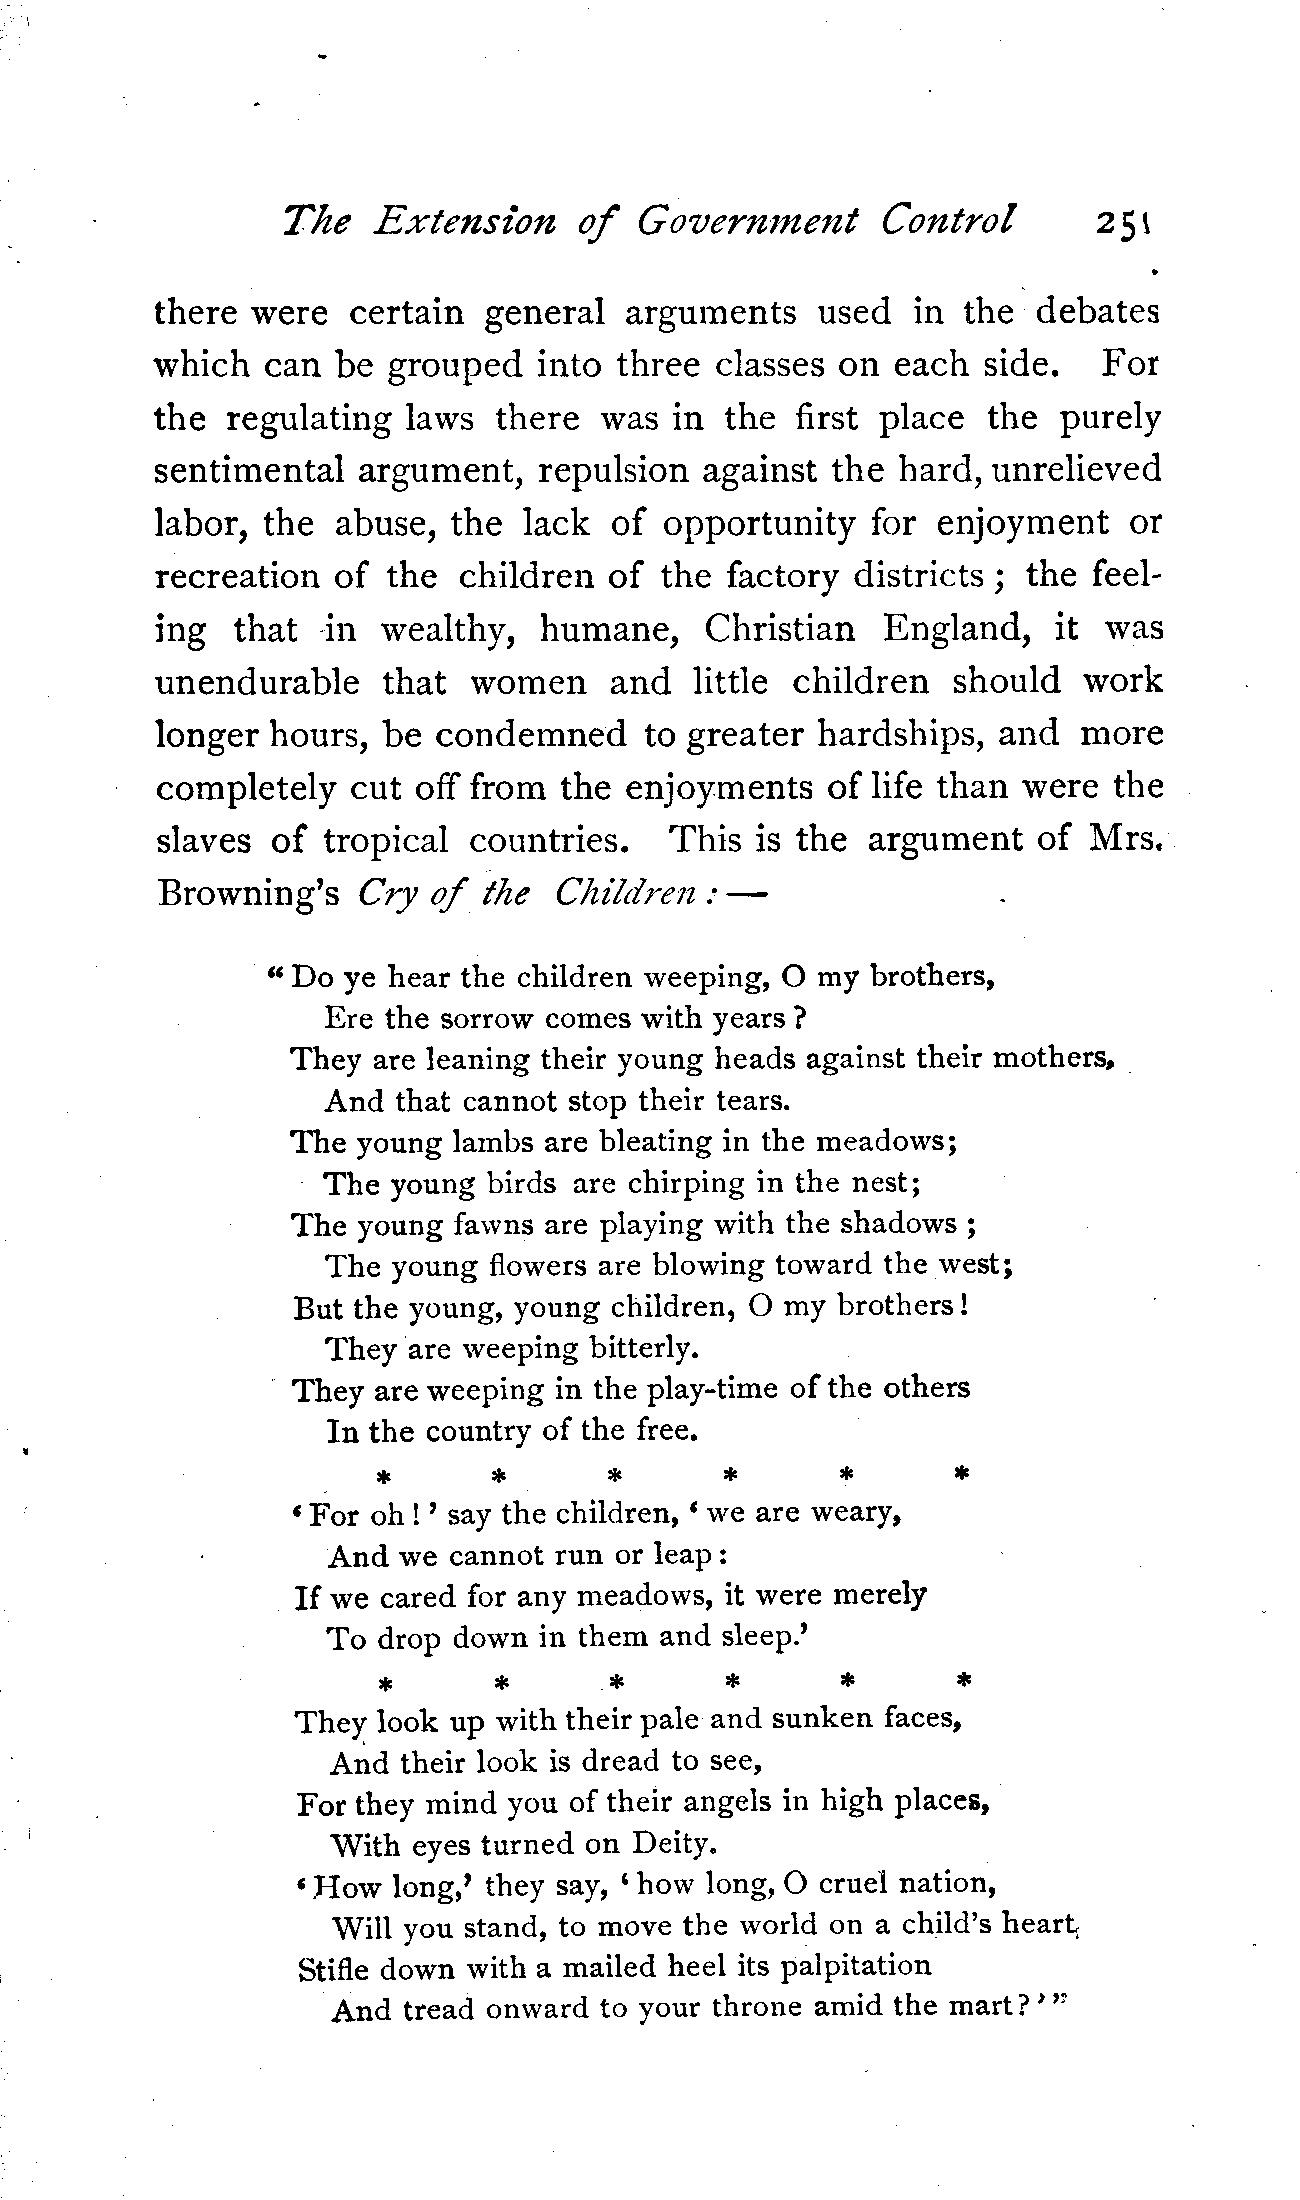 The Extension of Government Control 251
there were certain general arguments used in the debates
which can be grouped into three classes on each side. For
the regulating laws there was in the first place the purely
sentimental argument, repulsion against the hard, unrelieved
labor, the abuse, the lack of opportunity for enjoyment or
recreation of the children of the factory districts ; the feel-
ing that in wealthy, humane, Christian England, it was
unendurable that women and little children should work
longer hours, be condemned to greater hardships, and more
completely cut off from the enjoyments of life than were the
slaves of tropical countries. This is the argument of Mrs.
Browning's Cry of the Children : —
“ Do ye hear the children weeping, O my brothers,
Ere the sorrow comes with years ?
They are leaning their young heads against their mothers,
And that cannot stop their tears.
The young lambs are bleating in the meadows;
The young birds are chirping in the nest;
The young fawns are playing with the shadows ;
The young flowers are blowing toward the west;
But the young, young children, O my brothers!
They are weeping bitterly.
They are weeping in the play-time of the others
In the country of the free.
* * * * * *
‘ For oh ! ’ say the children, ‘ we are weary,
And we cannot run or leap :
If we cared for any meadows, it were merely
To drop down in them and sleep.’
* * * * * *
They look up with their pale and sunken faces,
And their look is dread to see,
For they mind you of their angels in high places,
With eyes turned on Deity.
‘ How long,’ they say, ‘ how long, O cruel nation,
Will you stand, to move the world on a child's heart,
Stifle down with a mailed heel its palpitation
And tread onward to your throne amid the mart ? ’ ”